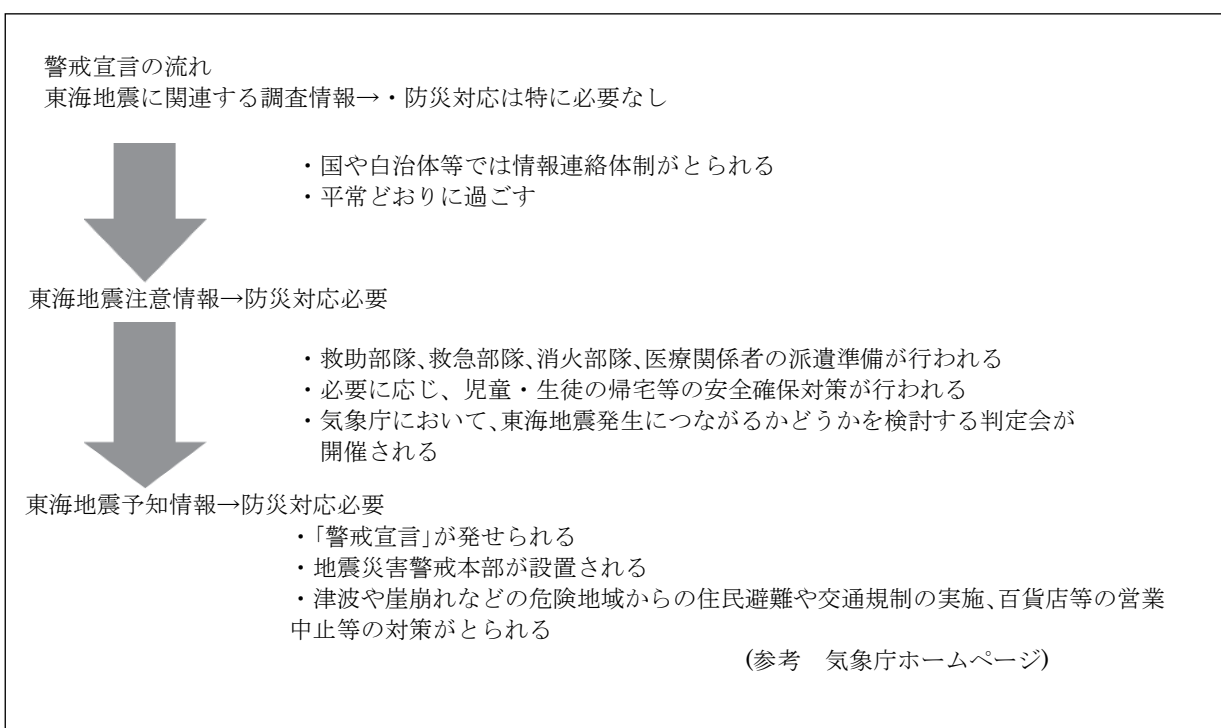 警戒宣言の流れ
東海地震に関連する調査情報→・防災対応は特に必要なし
・国や白治体等では情報連絡体制がとられる
・平常どおりに過ごす
東海地震注意情報→防災対応必要
・救助部隊、救急部隊、消火部隊、医療関係者の派遣準備が行われる
・必要に応じ、児童・生徒の帰宅等の安全確保対策が行われる
・気象庁において、東海地震発生につながるかどうかを検討する判定会が
開催される
東海地震予知情報→防災対応必要
・「警戒宣言」が発せられる
・地震災害警戒本部が設置される
・津波や崖崩れなどの危険地域からの住民避難や交通規制の実施、百貨店等の営業
中止等の対策がとられる
(参考　気象庁ホームページ)